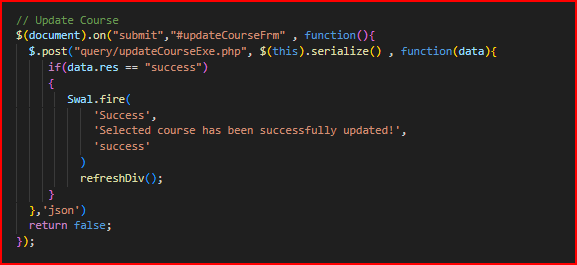 // Update Course
$(document).on("submit","#updateCourseFrm" , function(){
  $.post("query/updateCourseExe.php", $(this).serialize() , function(data){
     if(data.res == "success")
     {
        Swal.fire(
            'Success',
            'Selected course has been successfully updated!',
            'success'
          )
          refreshDiv();
     }
  },'json')
  return false;
});